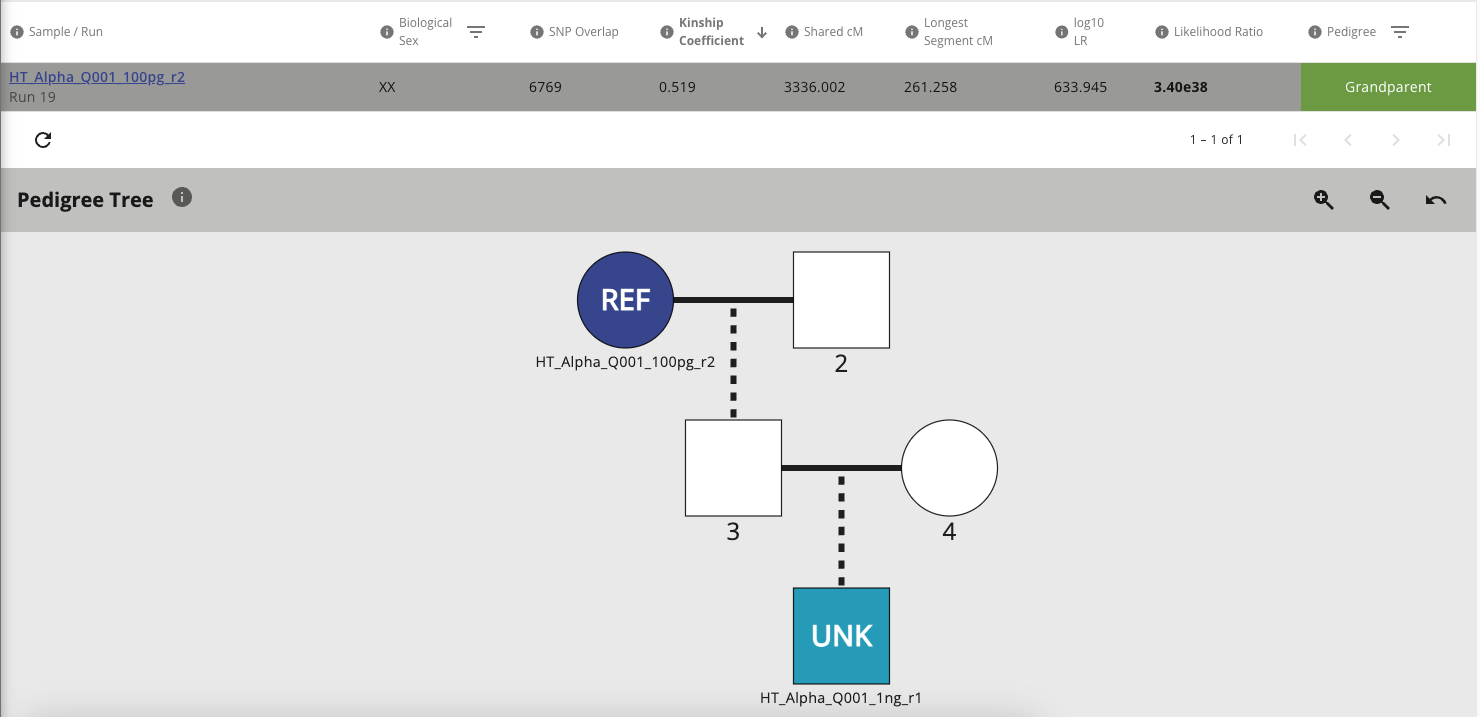 Sample / Run
Biological
Sex
SNP Overlap
Kinship
Coefficient
Shared cM
Longest
Segment cM
log10
LR
Likelihood Ratio
Pedigree
HT_Alpha_Q001_100pg_r2
Run 19
XX
6769
0.519
3336.002
261.258
633.945
3.40e38
Grandparent
1 – 1 of 1
Pedigree Tree
REF
HT_Alpha_Q001_100pg_r2
2
3
4
UNK
HT_Alpha_Q001_1ng_r1